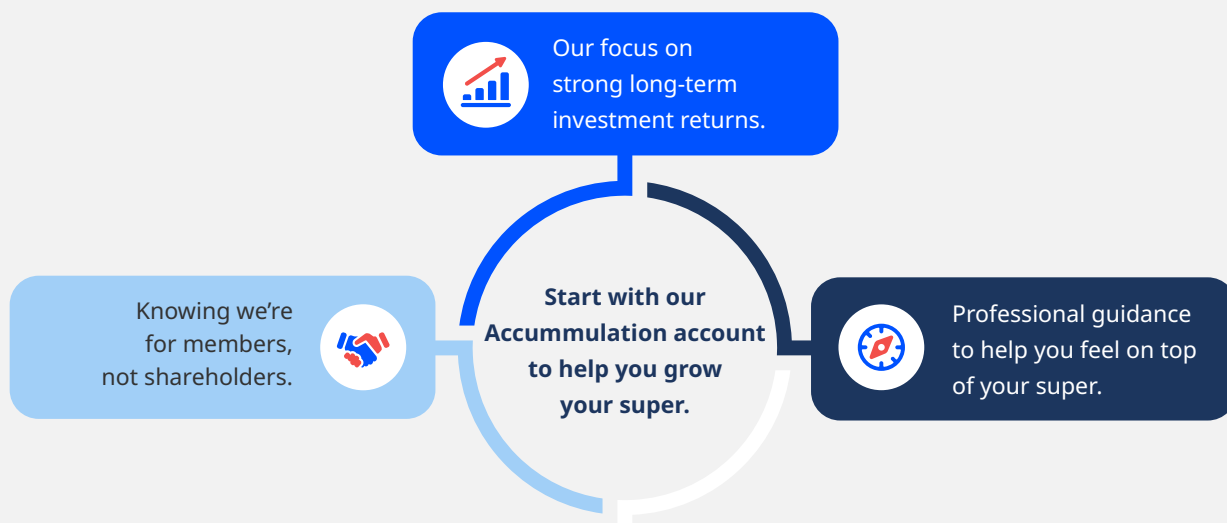 Our focus on
strong long-term
investment returns.
Knowing we’re
for members,
not shareholders.
Start with our
Accummulation account
to help you grow
your super.
Professional guidance
to help you feel on top
of your super.